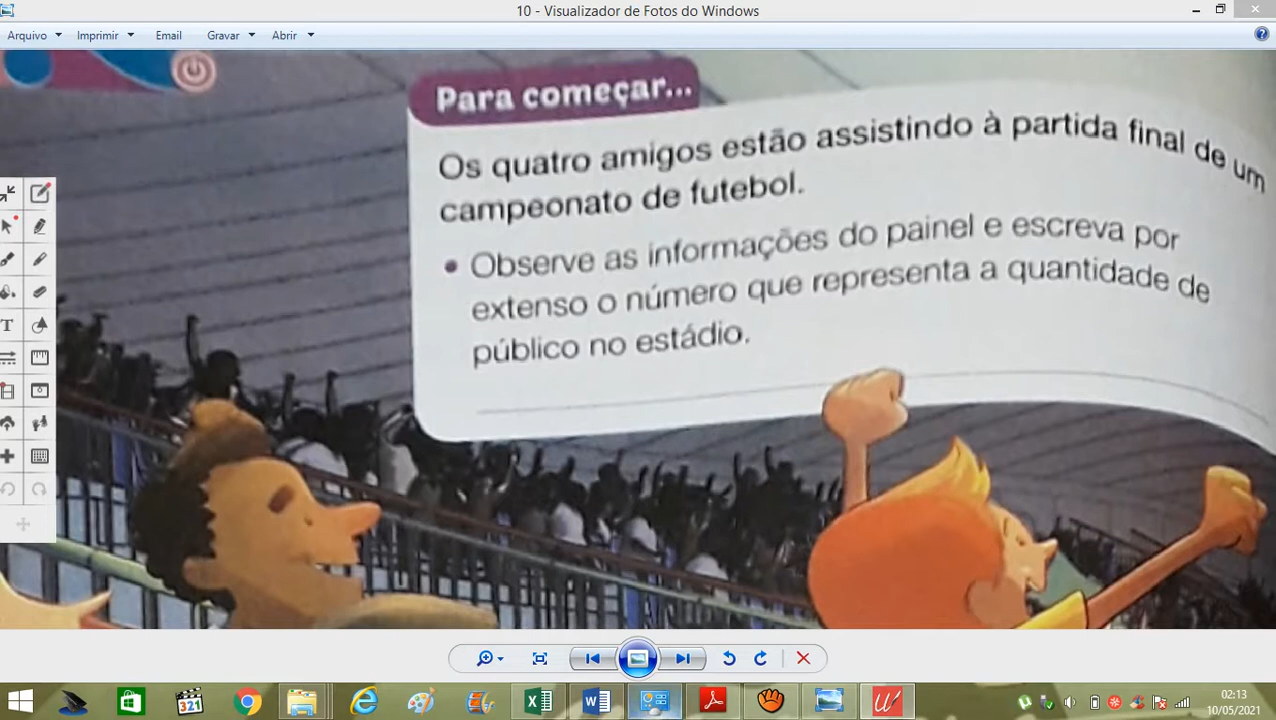 10 - Visualizador de Fotos do Windows
Arquivo Imprimir Email Gravar Abrir
Para começar...
Os quatro amigos estão assistindo à partida final de um
campeonato de futebol.
• Observe as informações do painel e escreva por
extenso o número que representa a quantidade de
público no estádio.
321
02:13
10/05/2021